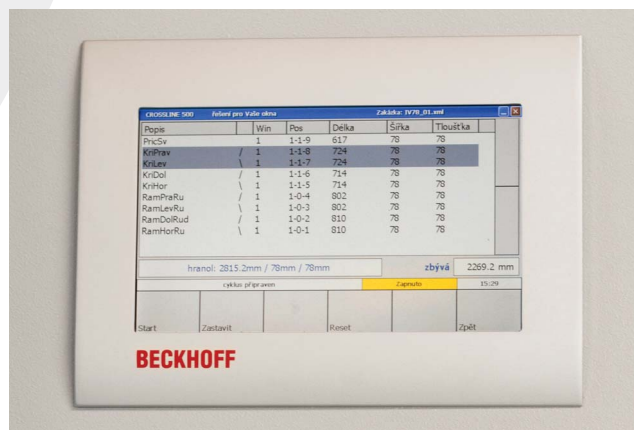 CROSSLINE 500 řešení pro Vaše okna Zakázka: IV78_01.xml
Popis Win Pos Délka Šířka Tloušťka
PricSv 1 1-1-9 617 78 78
KriPrav / 1 1-1-8 724 78 78
KriLev \ 1 1-1-7 724 78 78
KriDol / 1 1-1-6 714 78 78
KriHor \ 1 1-1-5 714 78 78
RamPraRu / 1 1-0-4 802 78 78
RamLevRu \ 1 1-0-3 802 78 78
RamDolRud / 1 1-0-2 810 78 78
RamHorRu \ 1 1-0-1 810 78 78
hranol: 2815.2mm / 78mm / 78mm zbývá 2269.2 mm
cyklus připraven Zapnuto 15:29
Start Zastavit Reset Zpět
BECKHOFF